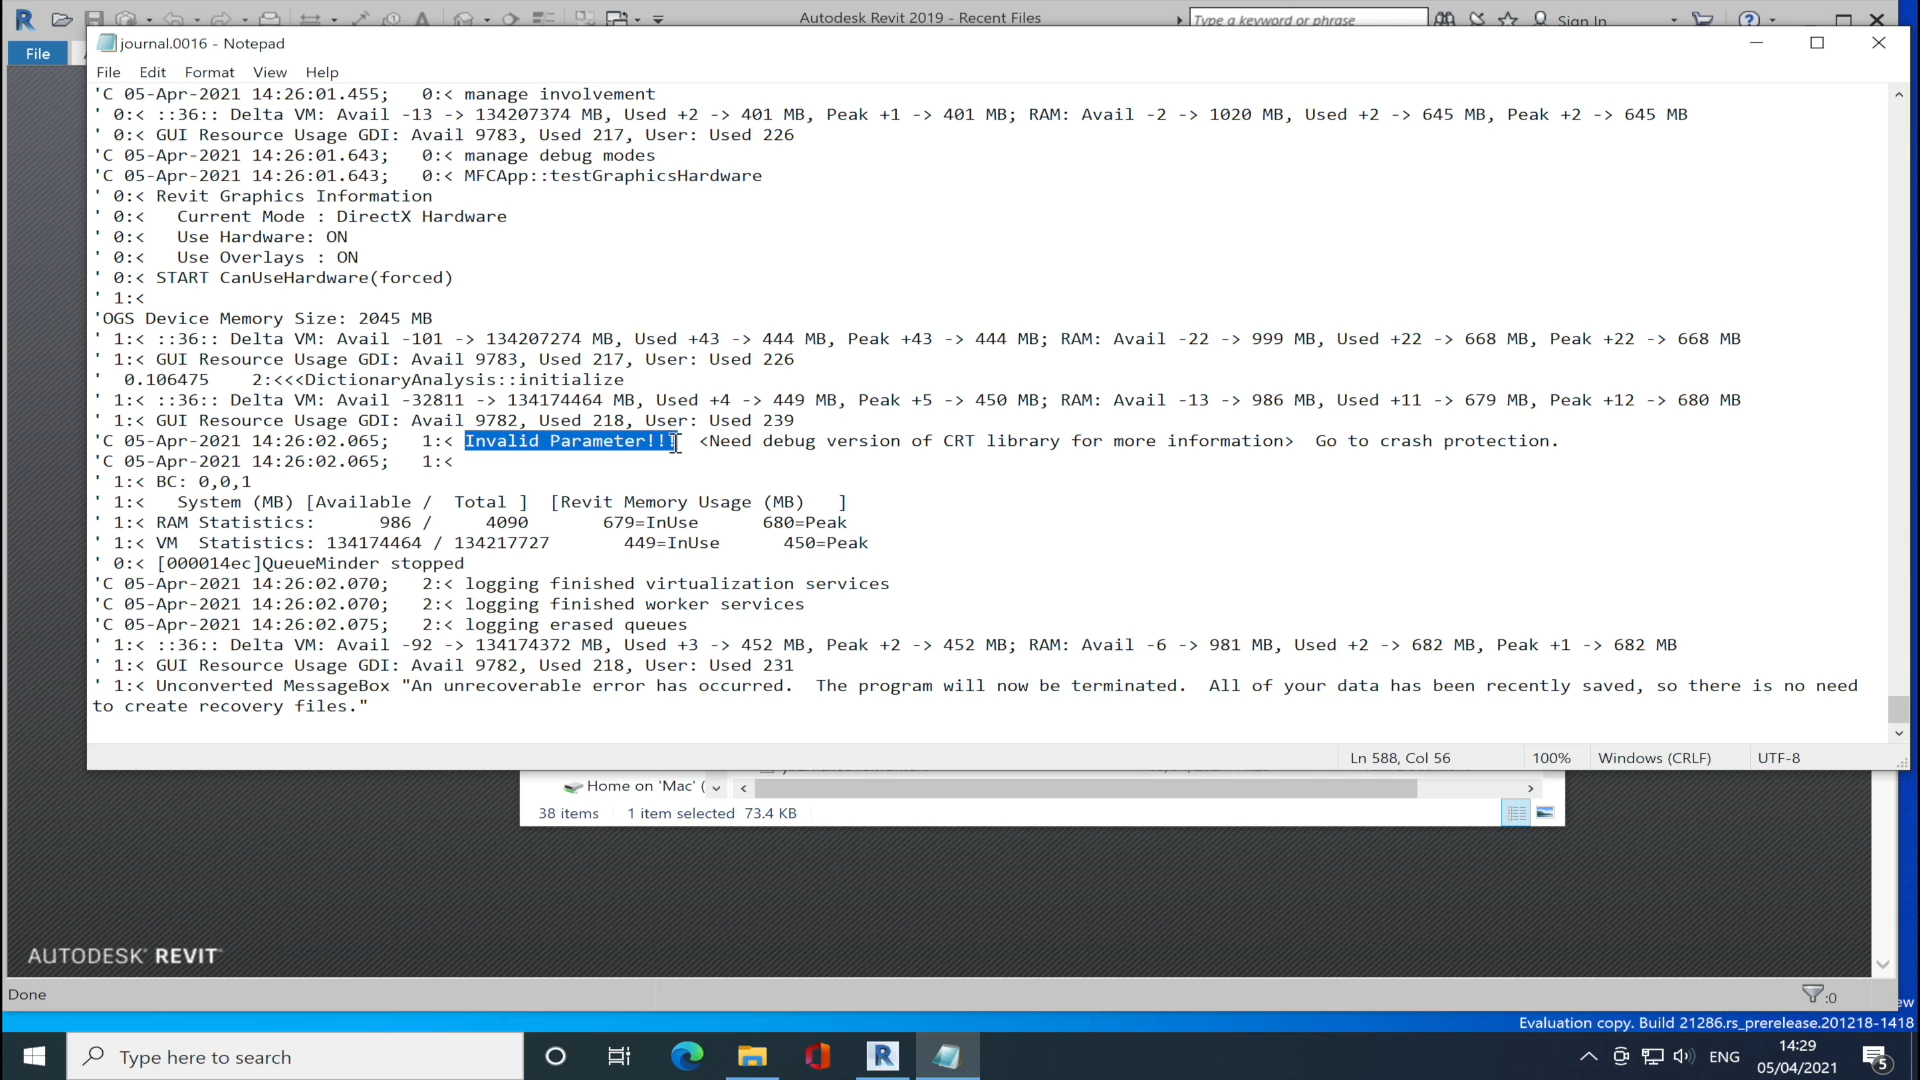 Autodesk Revit 2019 - Recent Files
Type a keyword or phrase
Sign In
File
journal.0016 - Notepad
File Edit Format View Help
'C 05-Apr-2021 14:26:01.455;   0:< manage involvement
' 0:< ::36:: Delta VM: Avail -13 -> 134207374 MB, Used +2 -> 401 MB, Peak +1 -> 401 MB; RAM: Avail -2 -> 1020 MB, Used +2 -> 645 MB, Peak +2 -> 645 MB
' 0:< GUI Resource Usage GDI: Avail 9783, Used 217, User: Used 226
'C 05-Apr-2021 14:26:01.643;   0:< manage debug modes
'C 05-Apr-2021 14:26:01.643;   0:< MFCApp::testGraphicsHardware
' 0:< Revit Graphics Information
' 0:<   Current Mode : DirectX Hardware
' 0:<   Use Hardware: ON
' 0:<   Use Overlays : ON
' 0:< START CanUseHardware(forced)
' 1:<
'OGS Device Memory Size: 2045 MB
' 1:< ::36:: Delta VM: Avail -101 -> 134207274 MB, Used +43 -> 444 MB, Peak +43 -> 444 MB; RAM: Avail -22 -> 999 MB, Used +22 -> 668 MB, Peak +22 -> 668 MB
' 1:< GUI Resource Usage GDI: Avail 9783, Used 217, User: Used 226
'  0.106475    2:<<<DictionaryAnalysis::initialize
' 1:< ::36:: Delta VM: Avail -32811 -> 134174464 MB, Used +4 -> 449 MB, Peak +5 -> 450 MB; RAM: Avail -13 -> 986 MB, Used +11 -> 679 MB, Peak +12 -> 680 MB
' 1:< GUI Resource Usage GDI: Avail 9782, Used 218, User: Used 239
'C 05-Apr-2021 14:26:02.065;   1:< Invalid Parameter!!!  <Need debug version of CRT library for more information>  Go to crash protection.
'C 05-Apr-2021 14:26:02.065;   1:<
' 1:< BC: 0,0,1
' 1:<   System (MB) [Available /  Total ]  [Revit Memory Usage (MB)   ]
' 1:< RAM Statistics:      986 /     4090       679=InUse      680=Peak
' 1:< VM  Statistics: 134174464 / 134217727       449=InUse      450=Peak
' 0:< [000014ec]QueueMinder stopped
'C 05-Apr-2021 14:26:02.070;   2:< logging finished virtualization services
'C 05-Apr-2021 14:26:02.070;   2:< logging finished worker services
'C 05-Apr-2021 14:26:02.075;   2:< logging erased queues
' 1:< ::36:: Delta VM: Avail -92 -> 134174372 MB, Used +3 -> 452 MB, Peak +2 -> 452 MB; RAM: Avail -6 -> 981 MB, Used +2 -> 682 MB, Peak +1 -> 682 MB
' 1:< GUI Resource Usage GDI: Avail 9782, Used 218, User: Used 231
' 1:< Unconverted MessageBox "An unrecoverable error has occurred.  The program will now be terminated.  All of your data has been recently saved, so there is no need
to create recovery files."
Ln 588, Col 56 100% Windows (CRLF) UTF-8
Home on 'Mac' (
38 items 1 item selected 73.4 KB
AUTODESK® REVIT®
Done
:0
ew
Evaluation copy. Build 21286.rs_prerelease.201218-1418
Type here to search
ENG
14:29
05/04/2021
5